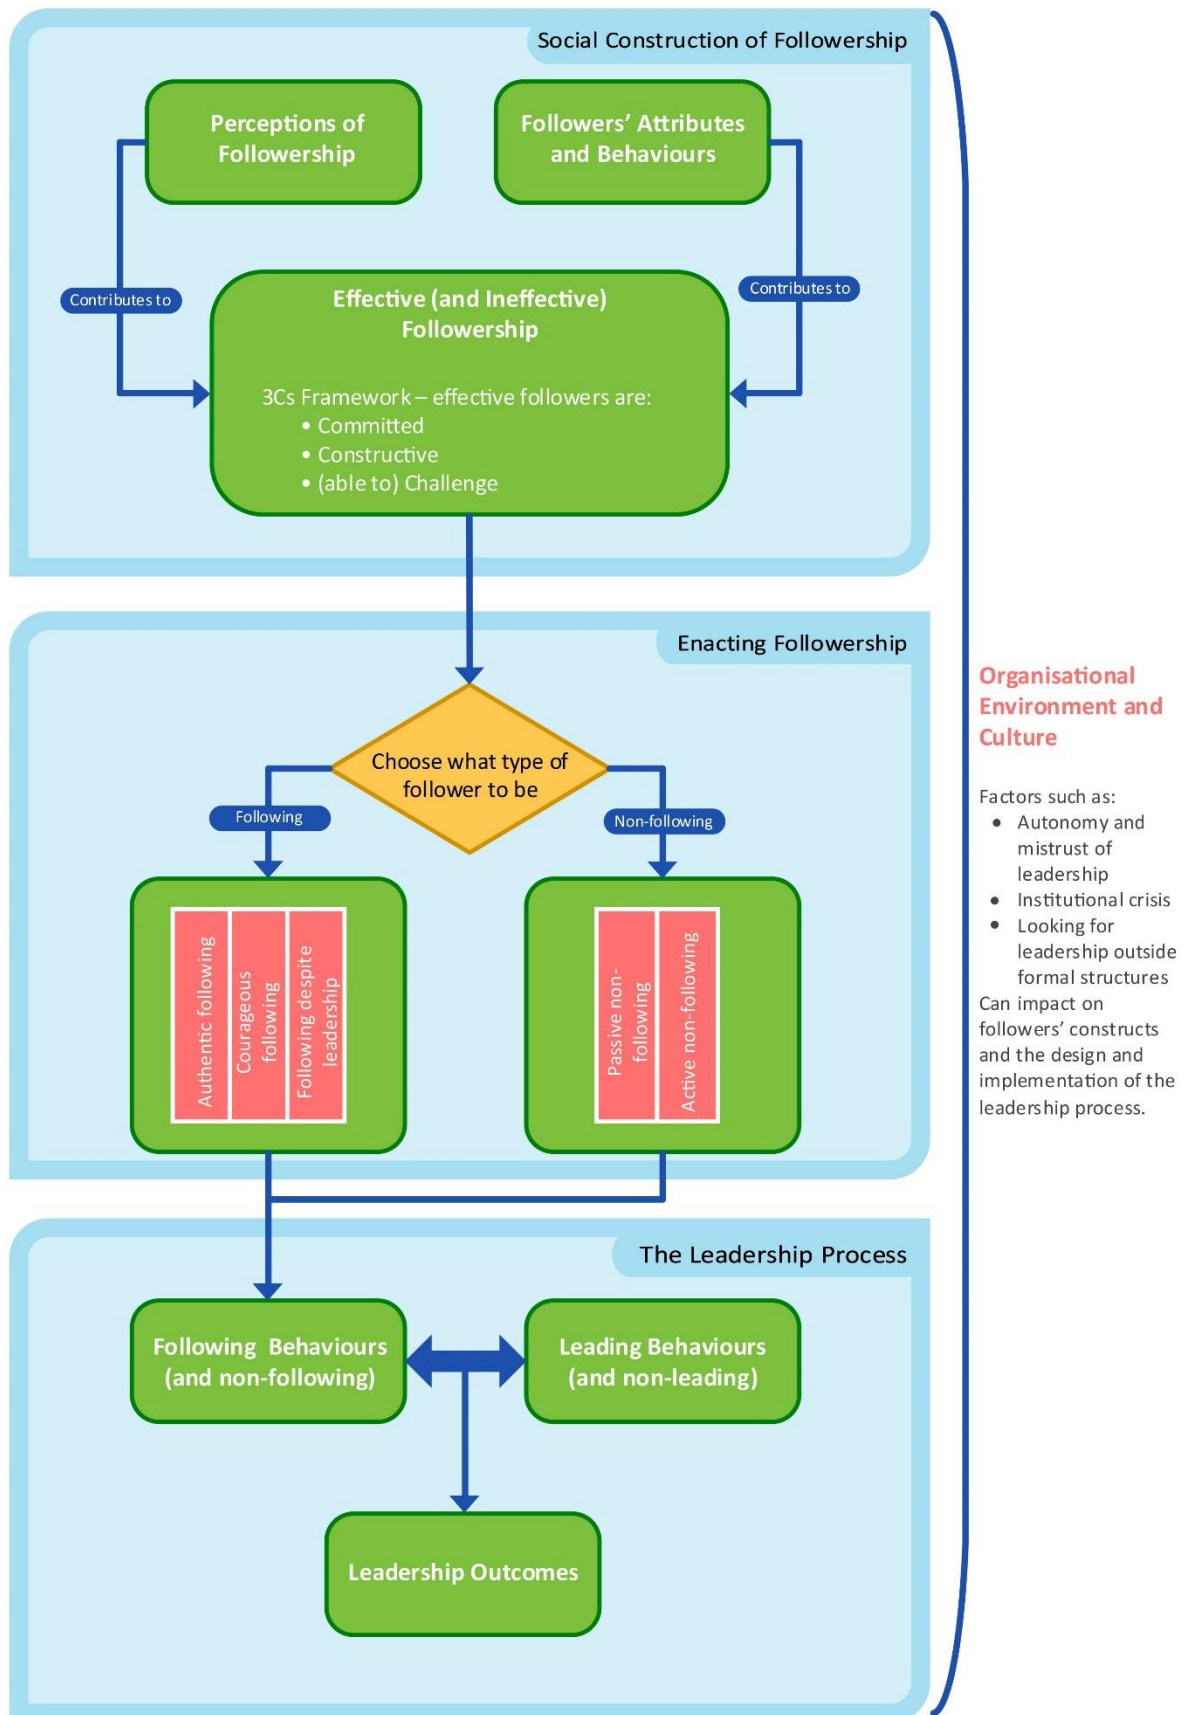 Social Construction of Followership
Perceptions of
Followership
Followers’ Attributes
and Behaviours
Contributes to
Contributes to
Effective (and Ineffective)
Followership
3Cs Framework – effective followers are:
• Committed
• Constructive
• (able to) Challenge
Enacting Followership
Choose what type of
follower to be
Following
Non-following
Authentic following
Courageous
following
Following despite
leadership
Passive non-
following
Active non-following
The Leadership Process
Following Behaviours
(and non-following)
Leading Behaviours
(and non-leading)
Leadership Outcomes
Organisational
Environment and
Culture
Factors such as:
• Autonomy and
mistrust of
leadership
• Institutional crisis
• Looking for
leadership outside
formal structures
Can impact on
followers’ constructs
and the design and
implementation of the
leadership process.